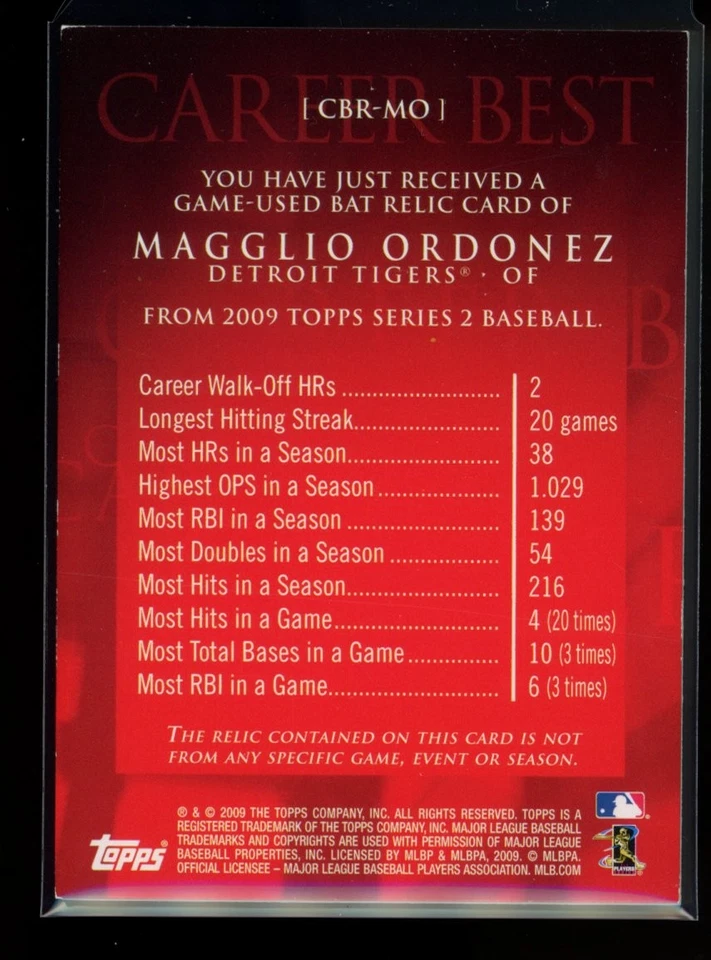 CAREER BEST
[ CBR-MO ]
YOU HAVE JUST RECEIVED A
GAME-USED BAT RELIC CARD OF
MAGGLIO ORDONEZ
DETROIT TIGERS® · OF
FROM 2009 TOPPS SERIES 2 BASEBALL.
Career Walk-Off HRs .......................... 2
Longest Hitting Streak........................ 20 games
Most HRs in a Season......................... 38
Highest OPS in a Season .................... 1.029
Most RBI in a Season ......................... 139
Most Doubles in a Season .................. 54
Most Hits in a Season......................... 216
Most Hits in a Game........................... 4 (20 times)
Most Total Bases in a Game............... 10 (3 times)
Most RBI in a Game............................ 6 (3 times)
THE RELIC CONTAINED ON THIS CARD IS NOT
FROM ANY SPECIFIC GAME, EVENT OR SEASON.
® & © 2009 THE TOPPS COMPANY, INC. ALL RIGHTS RESERVED. TOPPS IS A
REGISTERED TRADEMARK OF THE TOPPS COMPANY, INC. MAJOR LEAGUE BASEBALL
TRADEMARKS AND COPYRIGHTS ARE USED WITH PERMISSION OF MAJOR LEAGUE
BASEBALL PROPERTIES, INC. LICENSED BY MLBP & MLBPA, 2009. © MLBPA.
OFFICIAL LICENSEE – MAJOR LEAGUE BASEBALL PLAYERS ASSOCIATION. MLB.COM
Topps®
PLAYERS